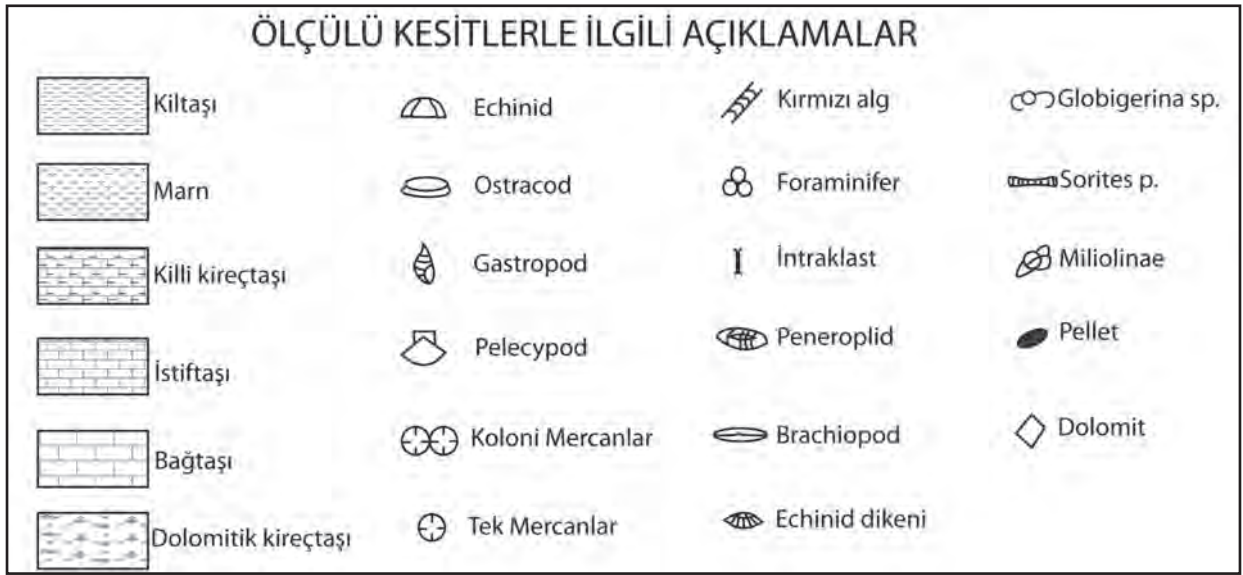 ÖLÇÜLÜ KESİTLERLE İLGİLİ AÇIKLAMALAR
Kiltaşı
Marn
Killi kireçtaşı
İstiftaşı
Bağtaşı
Dolomitik kireçtaşı
Echinid
Ostracod
Gastropod
Pelecypod
Koloni Mercanlar
Tek Mercanlar
Kırmızı alg
Foraminifer
İntraklast
Peneroplid
Brachiopod
Echinid dikeni
Globigerina sp.
Sorites p.
Miliolinae
Pellet
Dolomit